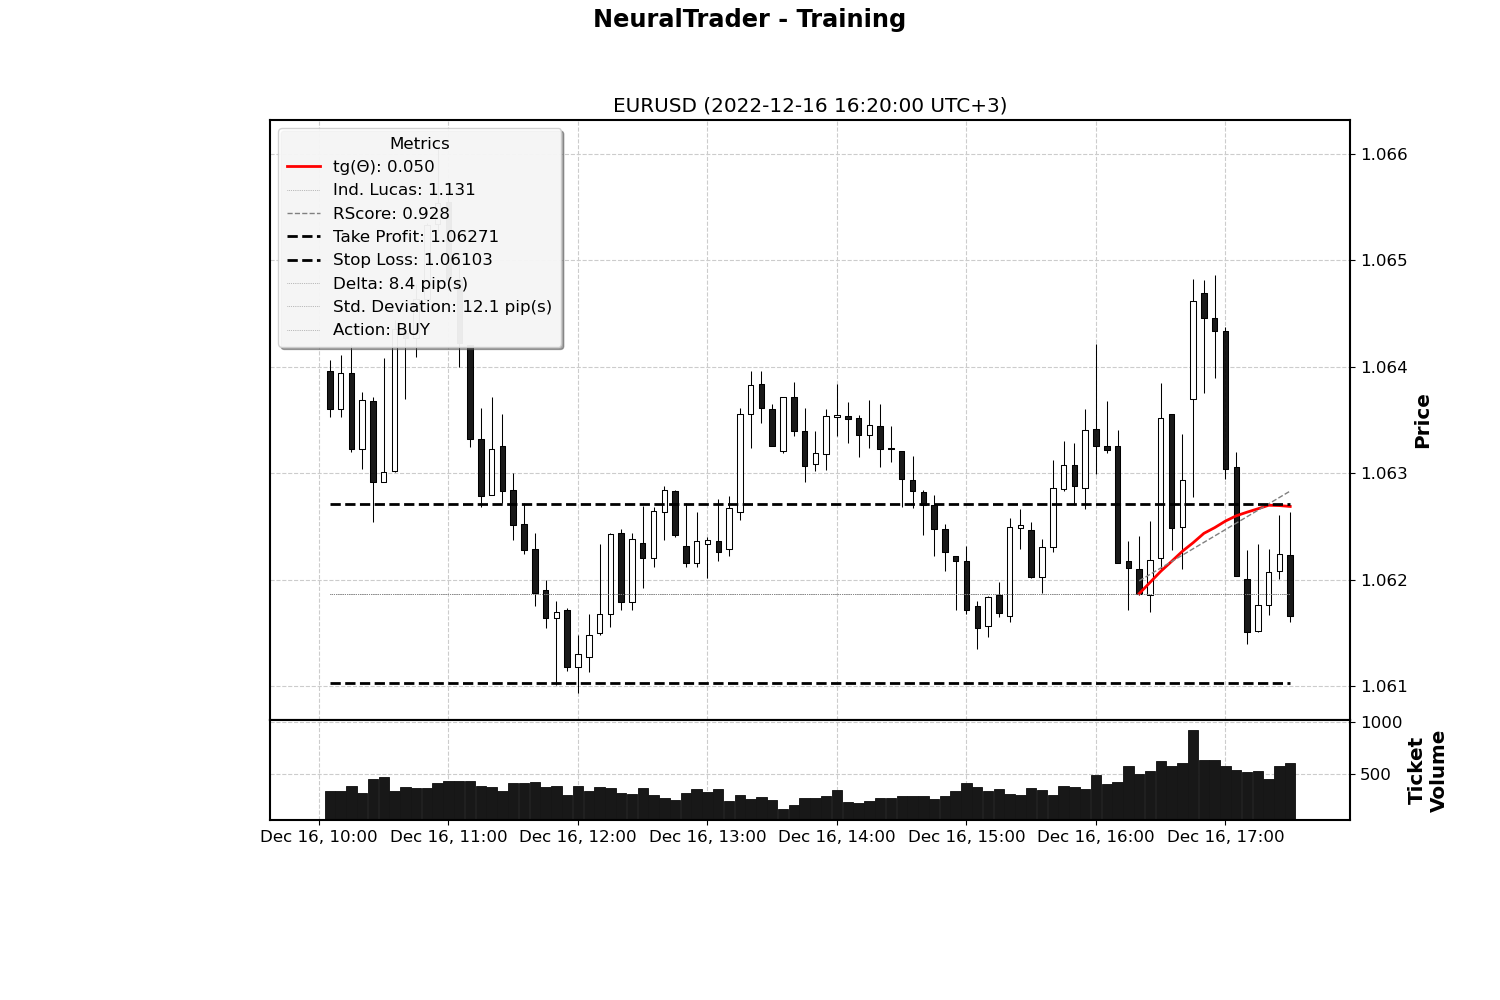 NeuralTrader - Training
EURUSD (2022-12-16 16:20:00 UTC+3)
Metrics
tg(Θ): 0.050
Ind. Lucas: 1.131
RScore: 0.928
Take Profit: 1.06271
Stop Loss: 1.06103
Delta: 8.4 pip(s)
Std. Deviation: 12.1 pip(s)
Action: BUY
1.066
1.065
1.064
1.063
1.062
1.061
Price
1000
500
Ticket
Volume
Dec 16, 10:00
Dec 16, 11:00
Dec 16, 12:00
Dec 16, 13:00
Dec 16, 14:00
Dec 16, 15:00
Dec 16, 16:00
Dec 16, 17:00